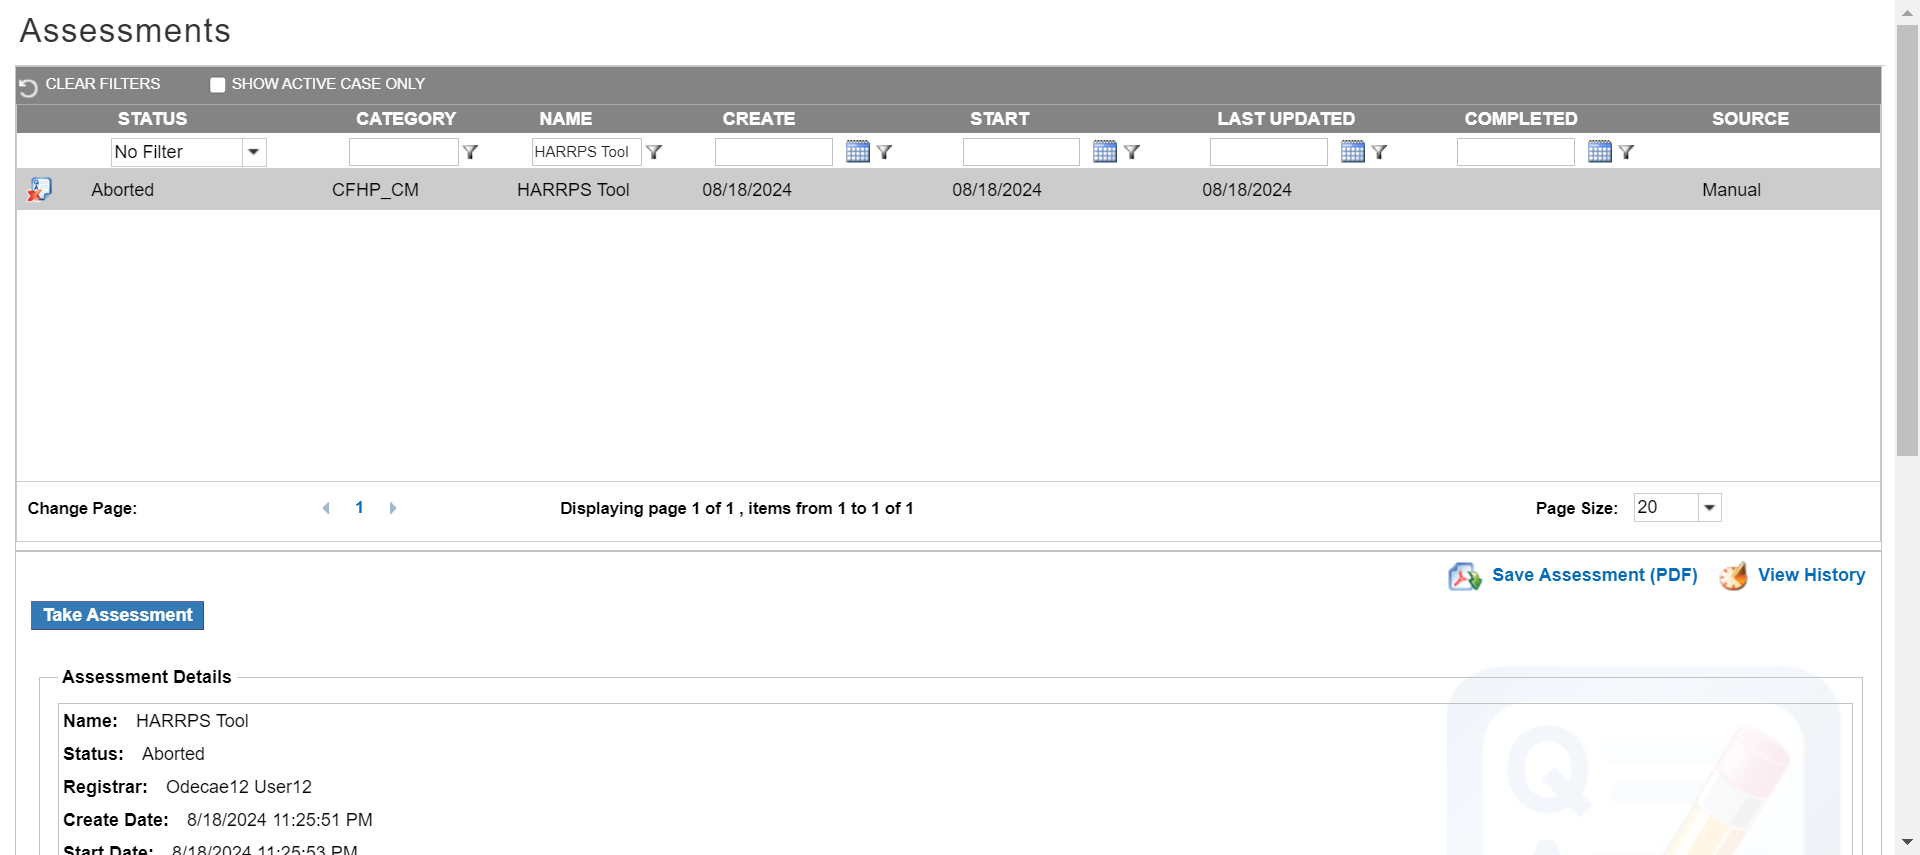 Assessments
CLEAR FILTERS SHOW ACTIVE CASE ONLY
STATUS CATEGORY NAME CREATE START LAST UPDATED COMPLETED SOURCE
No Filter HARRPS Tool
Aborted CFHP_CM HARRPS Tool 08/18/2024 08/18/2024 08/18/2024 Manual
Change Page: 1 Displaying page 1 of 1 , items from 1 to 1 of 1 Page Size: 20
Save Assessment (PDF) View History
Take Assessment
Assessment Details
Name: HARRPS Tool
Status: Aborted
Registrar: Odecae12 User12
Create Date: 8/18/2024 11:25:51 PM
Start Date: 8/18/2024 11:25:53 PM
Q
A